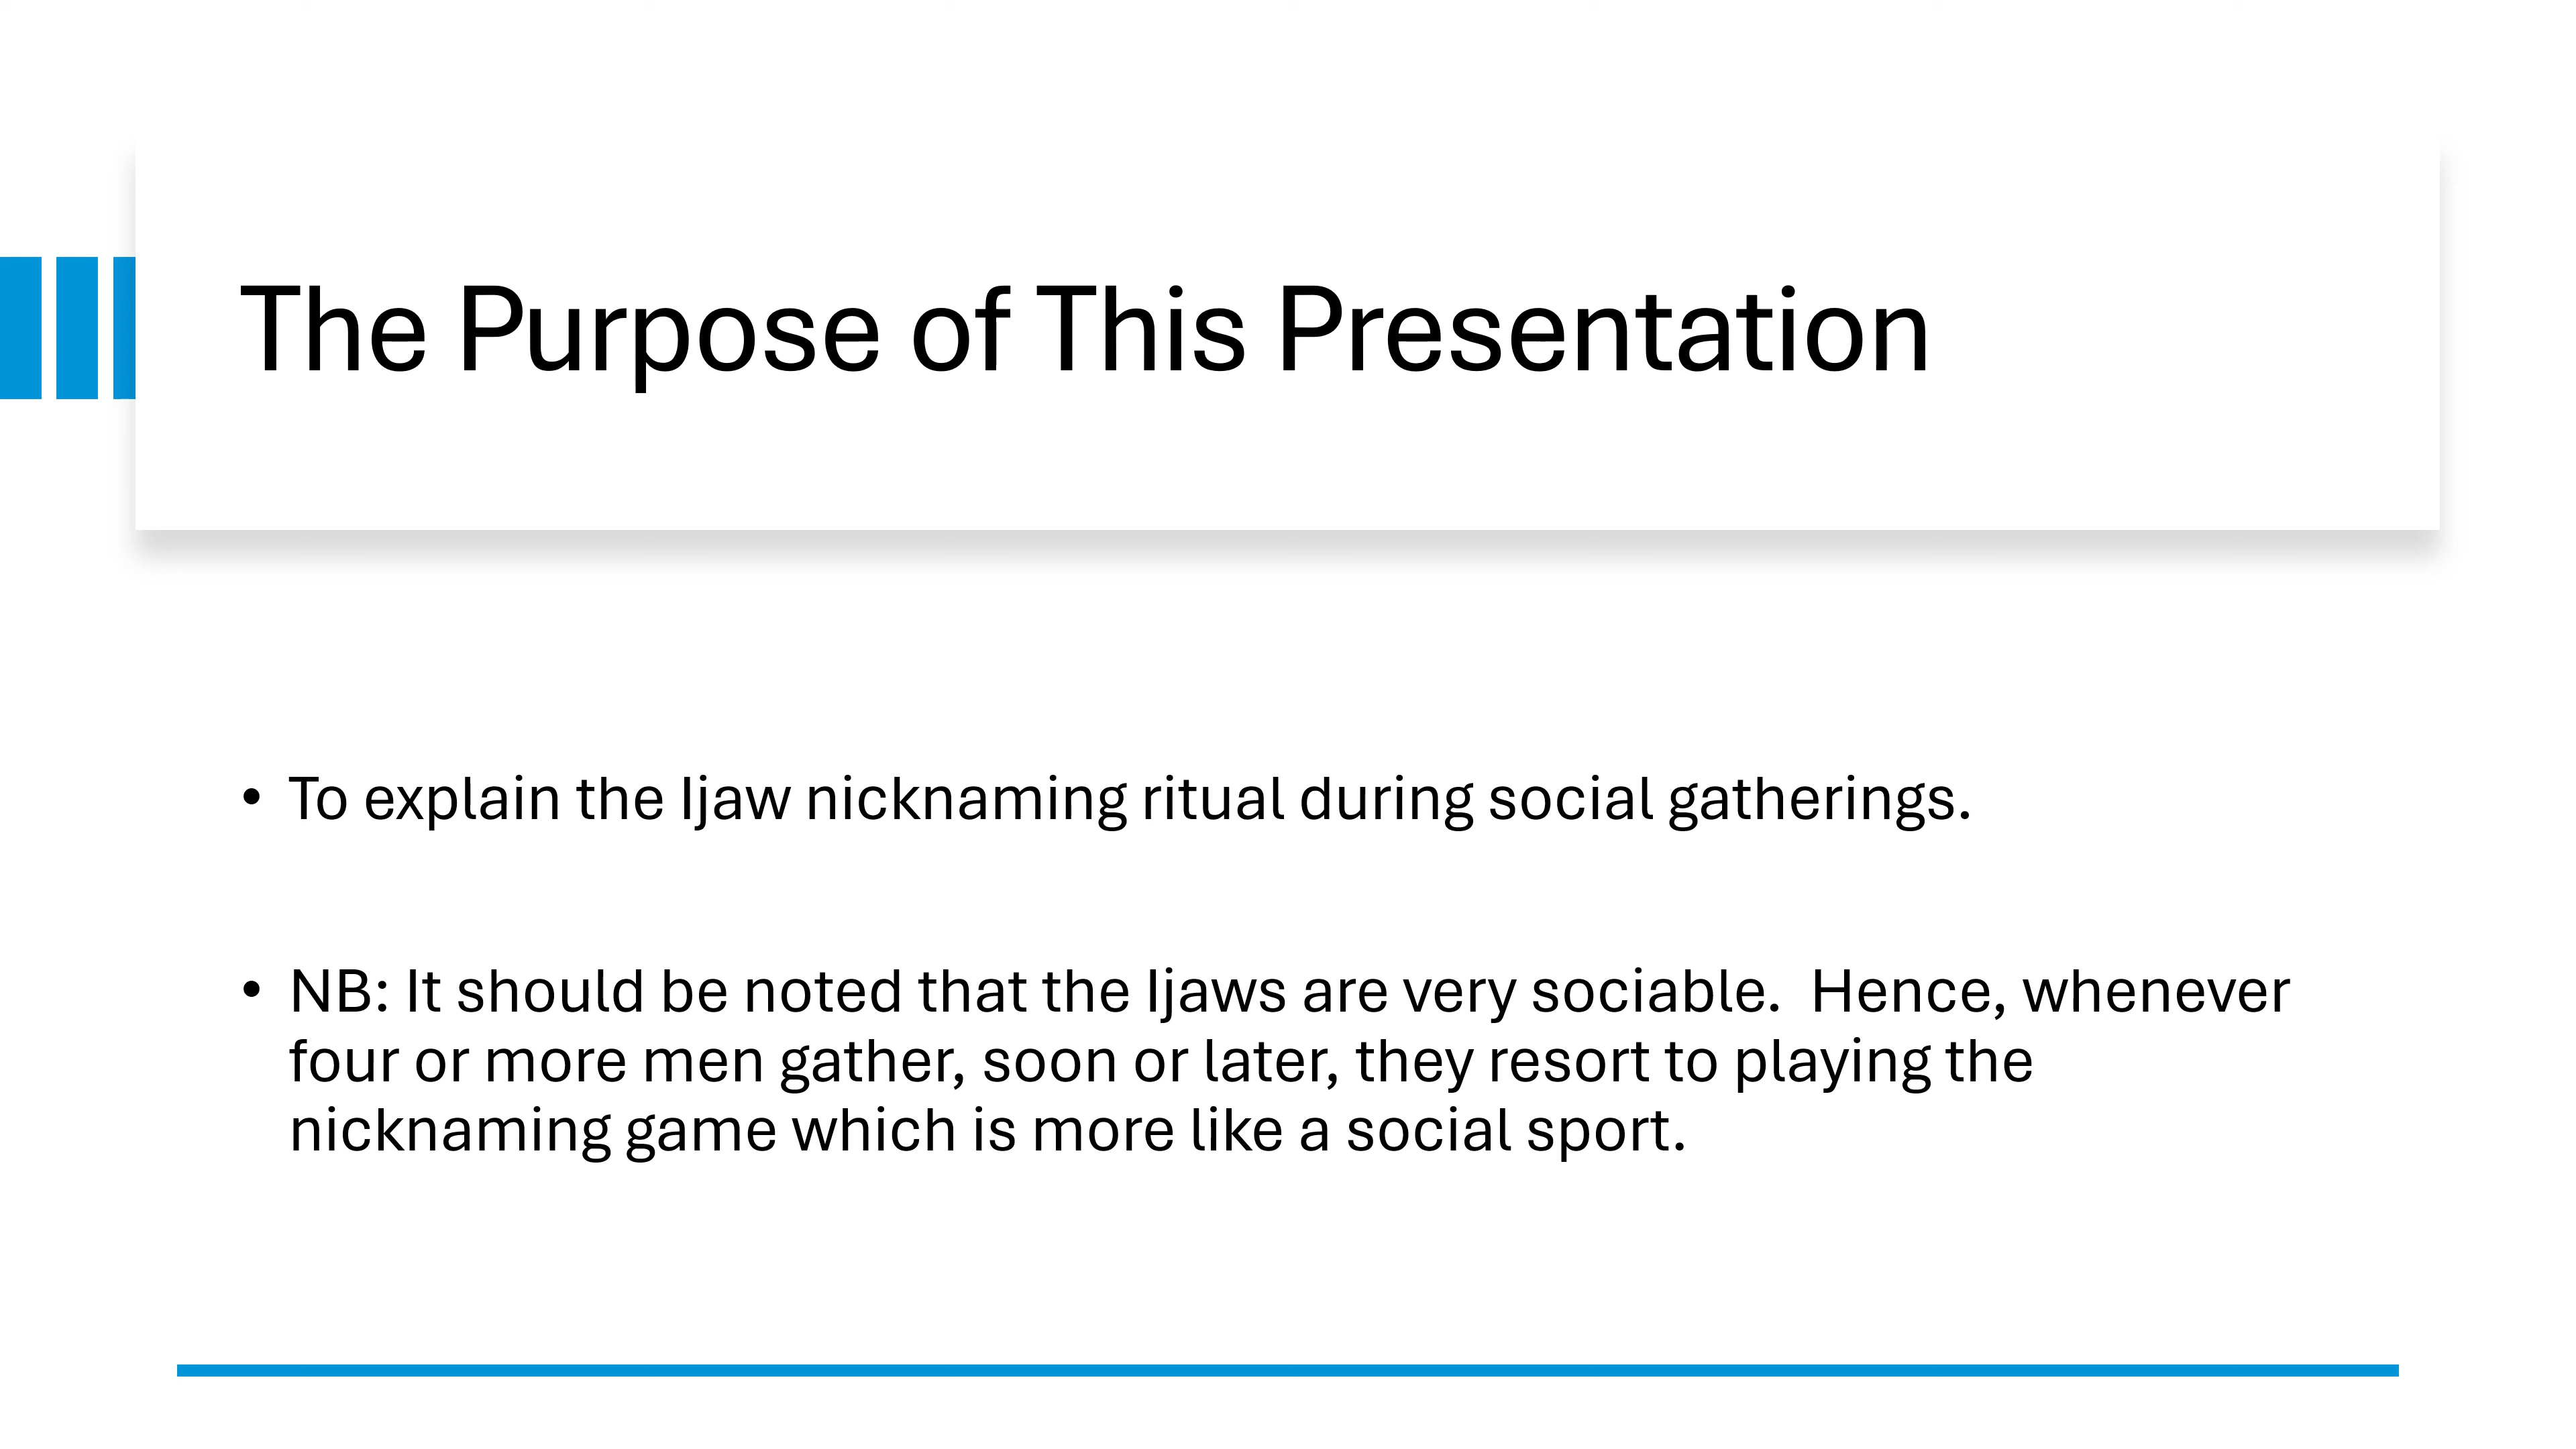 The Purpose of This Presentation
• To explain the Ijaw nicknaming ritual during social gatherings.
• NB: It should be noted that the Ijaws are very sociable.  Hence, whenever
four or more men gather, soon or later, they resort to playing the
nicknaming game which is more like a social sport.